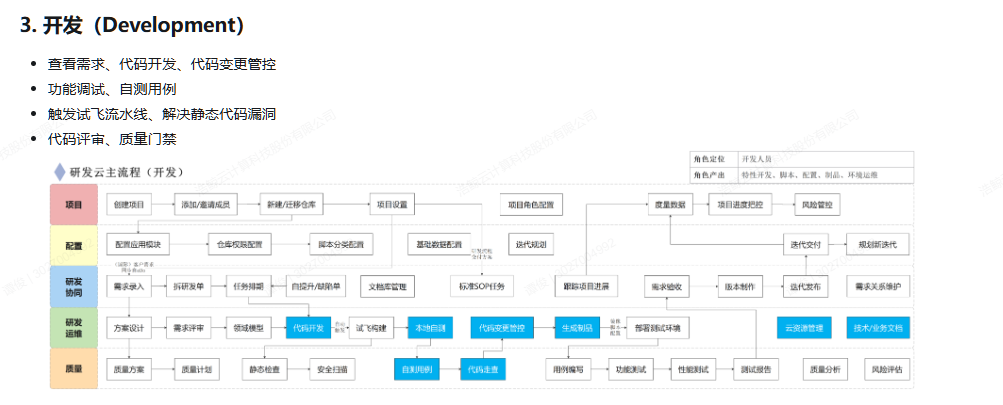 3. 开发（Development）
查看需求、代码开发、代码变更管控
功能调试、自测用例
触发试飞流水线、解决静态代码漏洞
代码评审、质量门禁
研发云主流程（开发）
角色定位 开发人员
角色产出 特性开发、脚本、配置、制品、环境运维
项目 创建项目 添加/邀请成员 新建/迁移仓库 项目设置 项目角色配置 度量数据 项目进度把控 风险管控
配置 配置应用模块 仓库权限配置 脚本分类配置 基础数据配置 迭代规划 迭代交付 规划新迭代
研发协同 需求录入 拆研发单 任务排期 自提升/缺陷单 文档库管理 标准SOP任务 跟踪项目进展 需求验收 版本制作 迭代发布 需求关系维护
研发运维 方案设计 需求评审 领域模型 代码开发 试飞构建 本地自测 代码变更管控 生成制品 部署测试环境 云资源管理 技术/业务文档
质量 质量方案 质量计划 静态检查 安全扫描 自测用例 代码走查 用例编写 功能测试 性能测试 测试报告 质量分析 风险评估